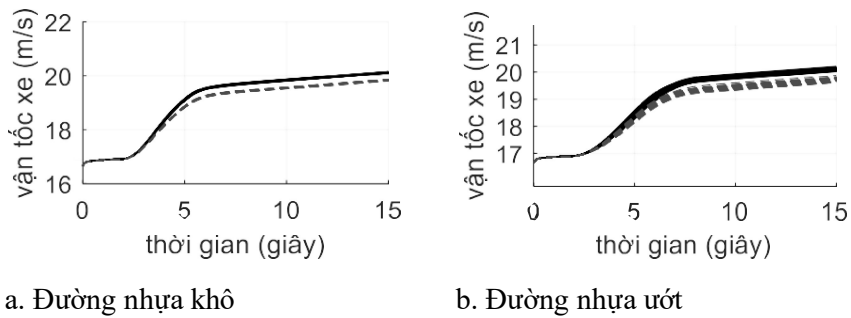 vận tốc xe (m/s)
22
20
18
16
0
5
10
15
thời gian (giây)
a. Đường nhựa khô
vận tốc xe (m/s)
21
20
19
18
17
0
5
10
15
thời gian (giây)
b. Đường nhựa ướt